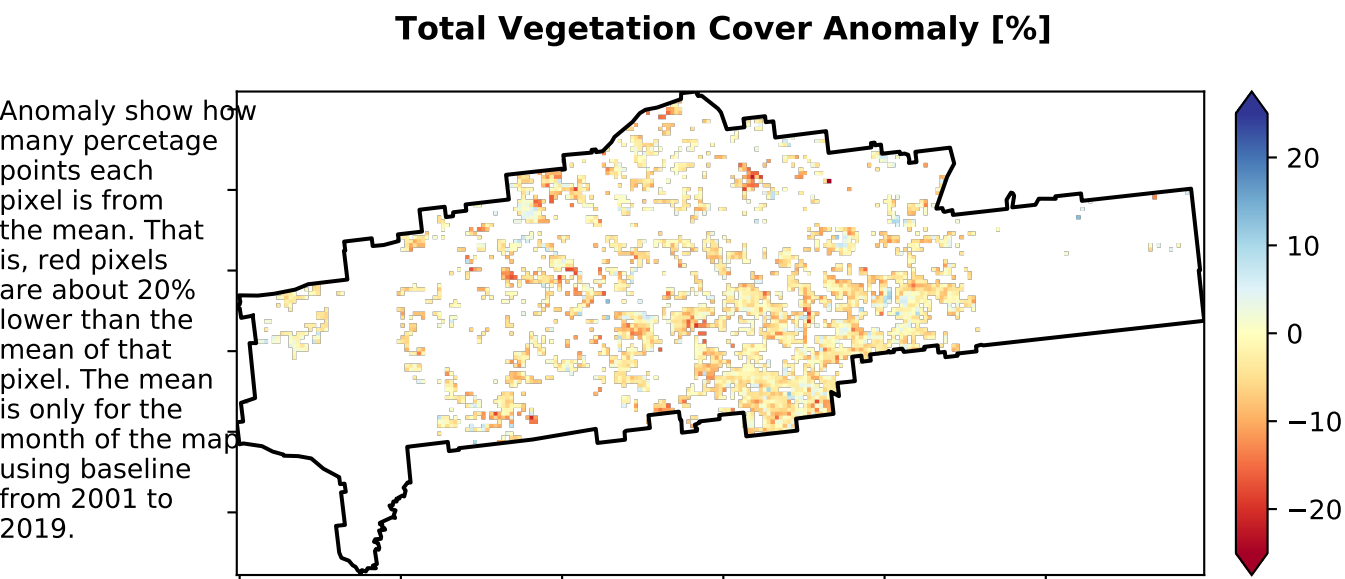 Total Vegetation Cover Anomaly [%]
Anomaly show how
many percetage
points each
pixel is from
the mean. That
is, red pixels
are about 20%
lower than the
mean of that
pixel. The mean
is only for the
month of the map
using baseline
from 2001 to
2019.
20
10
0
−10
−20